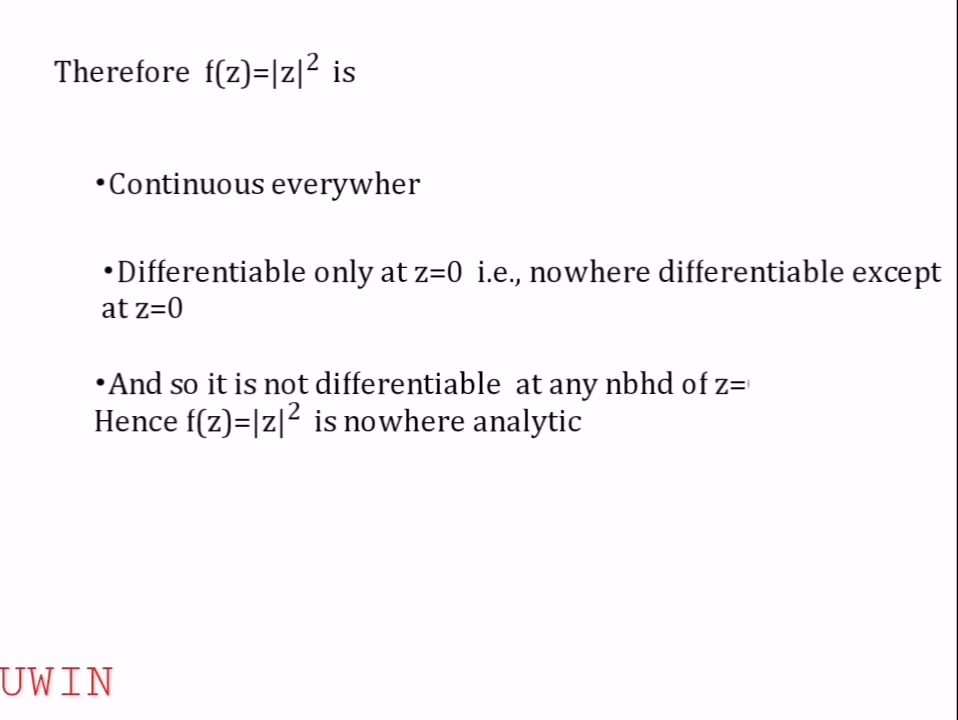 Therefore f(z)=|z|² is
•Continuous everywher
•Differentiable only at z=0 i.e., nowhere differentiable except
at z=0
•And so it is not differentiable at any nbhd of z=
Hence f(z)=|z|² is nowhere analytic
UWIN